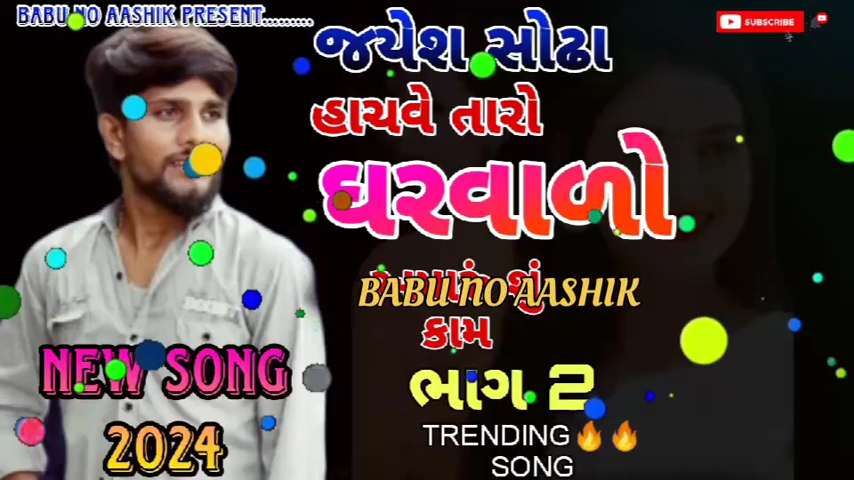 BABU NO AASHIK PRESENT.........
SUBSCRIBE
જયેશ સોઢા
હાચવે તારો
ઘરવાળો
શું
BABU NO AASHIK
કામ
NEW SONG
2024
ભાગ 2
TRENDING🔥🔥
SONG